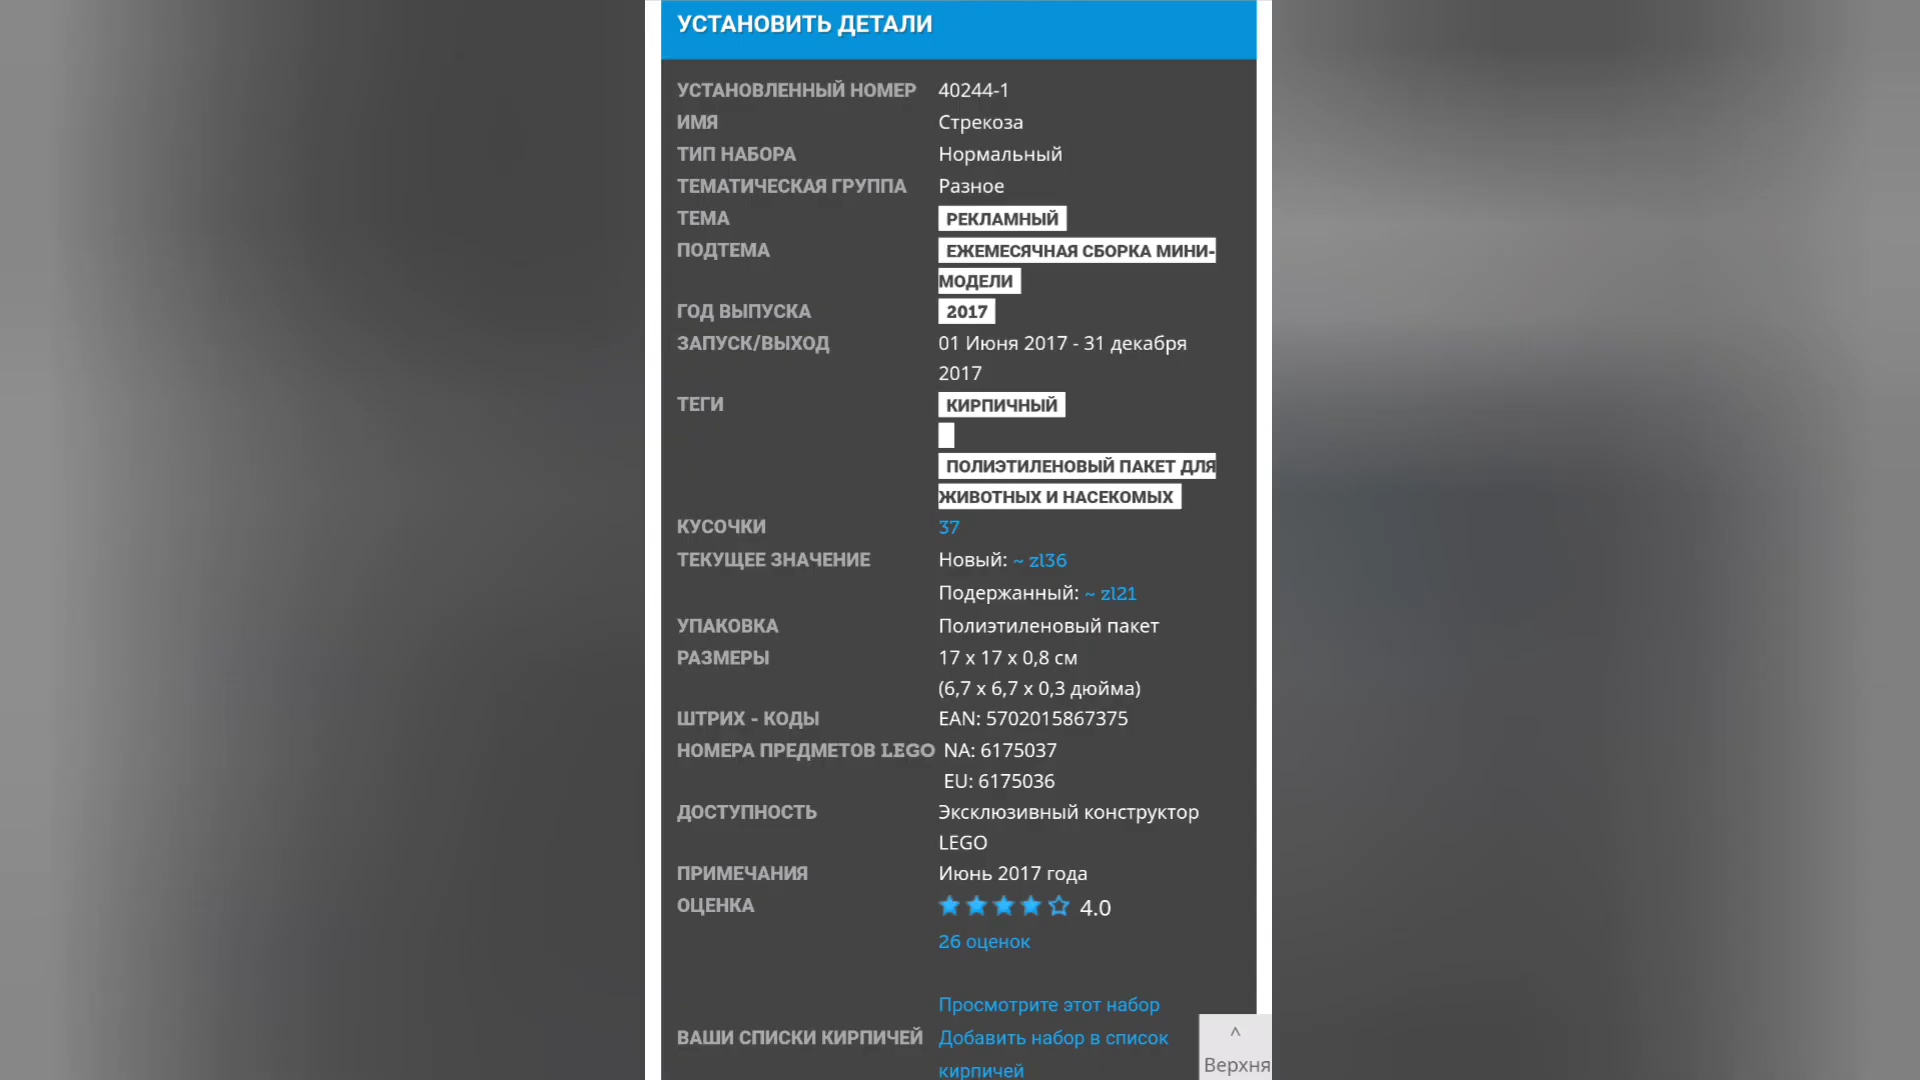 УСТАНОВИТЬ ДЕТАЛИ
УСТАНОВЛЕННЫЙ НОМЕР 40244-1
ИМЯ Стрекоза
ТИП НАБОРА Нормальный
ТЕМАТИЧЕСКАЯ ГРУППА Разное
ТЕМА РЕКЛАМНЫЙ
ПОДТЕМА ЕЖЕМЕСЯЧНАЯ СБОРКА МИНИ-
МОДЕЛИ
ГОД ВЫПУСКА 2017
ЗАПУСК/ВЫХОД 01 Июня 2017 - 31 декабря
2017
ТЕГИ КИРПИЧНЫЙ
ПОЛИЭТИЛЕНОВЫЙ ПАКЕТ ДЛЯ
ЖИВОТНЫХ И НАСЕКОМЫХ
КУСОЧКИ 37
ТЕКУЩЕЕ ЗНАЧЕНИЕ Новый: ~ zl36
Подержанный: ~ zl21
УПАКОВКА Полиэтиленовый пакет
РАЗМЕРЫ 17 x 17 x 0,8 см
(6,7 x 6,7 x 0,3 дюйма)
ШТРИХ - КОДЫ EAN: 5702015867375
НОМЕРА ПРЕДМЕТОВ LEGO NA: 6175037
EU: 6175036
ДОСТУПНОСТЬ Эксклюзивный конструктор
LEGO
ПРИМЕЧАНИЯ Июнь 2017 года
ОЦЕНКА 4.0
26 оценок
Просмотрите этот набор
ВАШИ СПИСКИ КИРПИЧЕЙ Добавить набор в список
кирпичей
^
Верхня